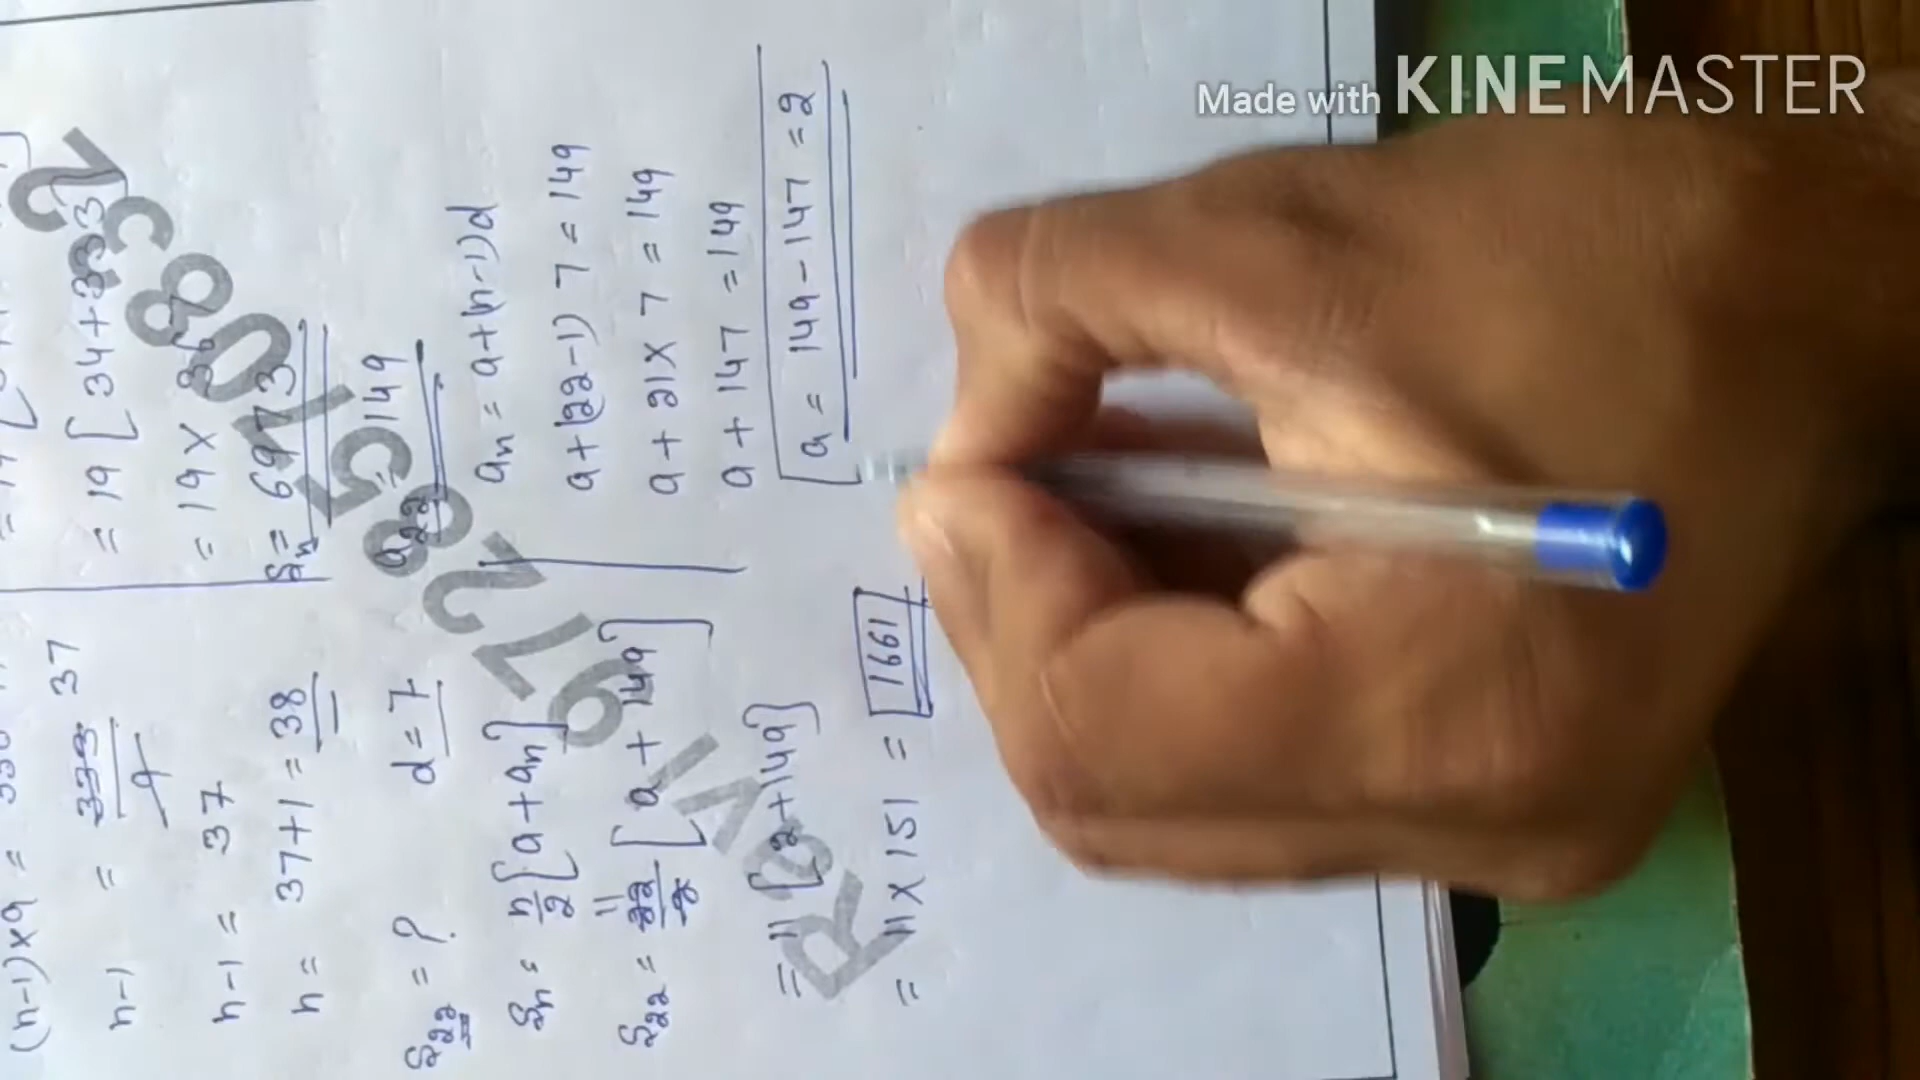 Made with KINEMASTER
(n-1)×9 =
n-1 = 333/9 37
n-1 = 37
n = 37+1 = 38
= 19 [34+333]
= 19 × 367
Sn = 6973
S22 = ? d = 7 a22 = 149
Sn = n/2 [a + an]
S22 = 22/2 11 [a + 149]
= 11 [2+149]
= 11 × 151 = 1661
an = a+(n-1)d
a+(22-1) 7 = 149
a + 21 × 7 = 149
a + 147 = 149
a = 149 - 147 = 2